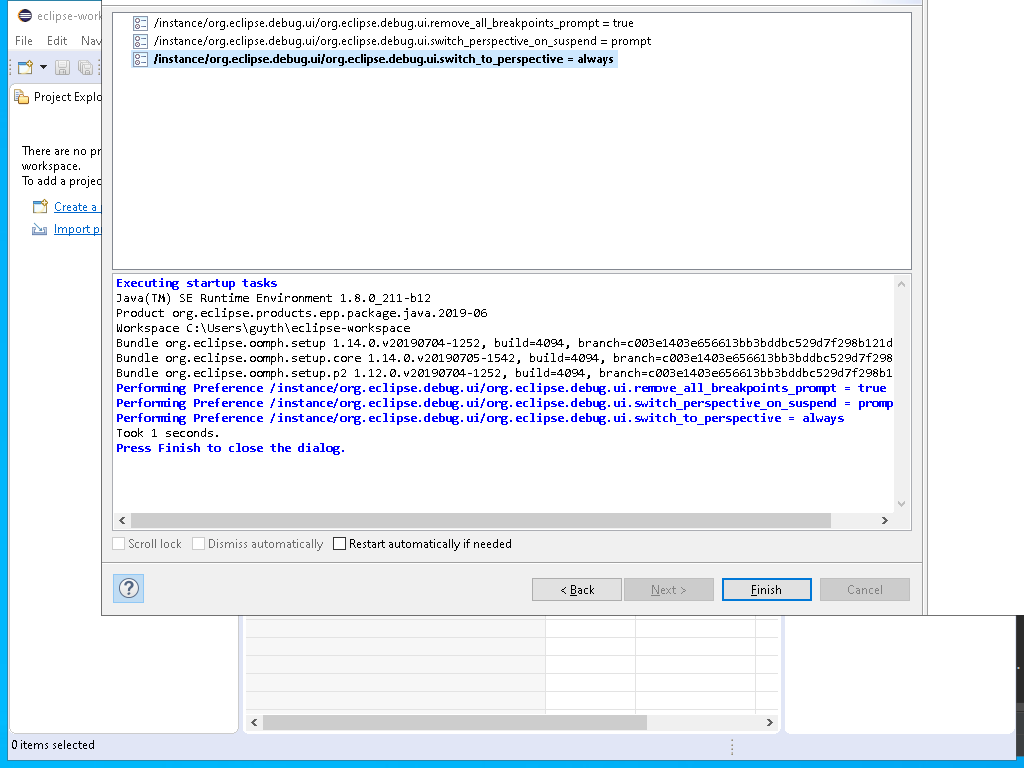 eclipse-work
File Edit Nav
/instance/org.eclipse.debug.ui/org.eclipse.debug.ui.remove_all_breakpoints_prompt = true
/instance/org.eclipse.debug.ui/org.eclipse.debug.ui.switch_perspective_on_suspend = prompt
/instance/org.eclipse.debug.ui/org.eclipse.debug.ui.switch_to_perspective = always
Project Explo
There are no pr
workspace.
To add a projec
Create a
Import p
Executing startup tasks
Java(TM) SE Runtime Environment 1.8.0_211-b12
Product org.eclipse.products.epp.package.java.2019-06
Workspace C:\Users\guyth\eclipse-workspace
Bundle org.eclipse.oomph.setup 1.14.0.v20190704-1252, build=4094, branch=c003e1403e656613bb3bddbc529d7f298b121d
Bundle org.eclipse.oomph.setup.core 1.14.0.v20190705-1542, build=4094, branch=c003e1403e656613bb3bddbc529d7f298
Bundle org.eclipse.oomph.setup.p2 1.12.0.v20190704-1252, build=4094, branch=c003e1403e656613bb3bddbc529d7f298b1
Performing Preference /instance/org.eclipse.debug.ui/org.eclipse.debug.ui.remove_all_breakpoints_prompt = true
Performing Preference /instance/org.eclipse.debug.ui/org.eclipse.debug.ui.switch_perspective_on_suspend = promp
Performing Preference /instance/org.eclipse.debug.ui/org.eclipse.debug.ui.switch_to_perspective = always
Took 1 seconds.
Press Finish to close the dialog.
Scroll lock Dismiss automatically Restart automatically if needed
? < Back Next > Finish Cancel
0 items selected